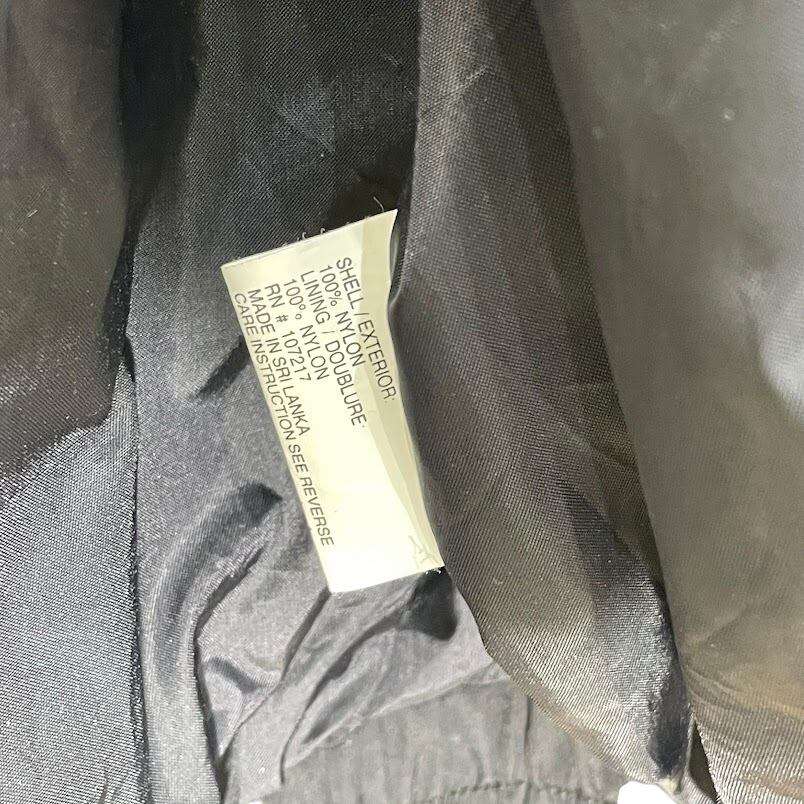 SHELL / EXTERIOR:
100% NYLON
LINING / DOUBLURE:
100% NYLON
RN # 107217
MADE IN SRI LANKA
CARE INSTRUCTION SEE REVERSE